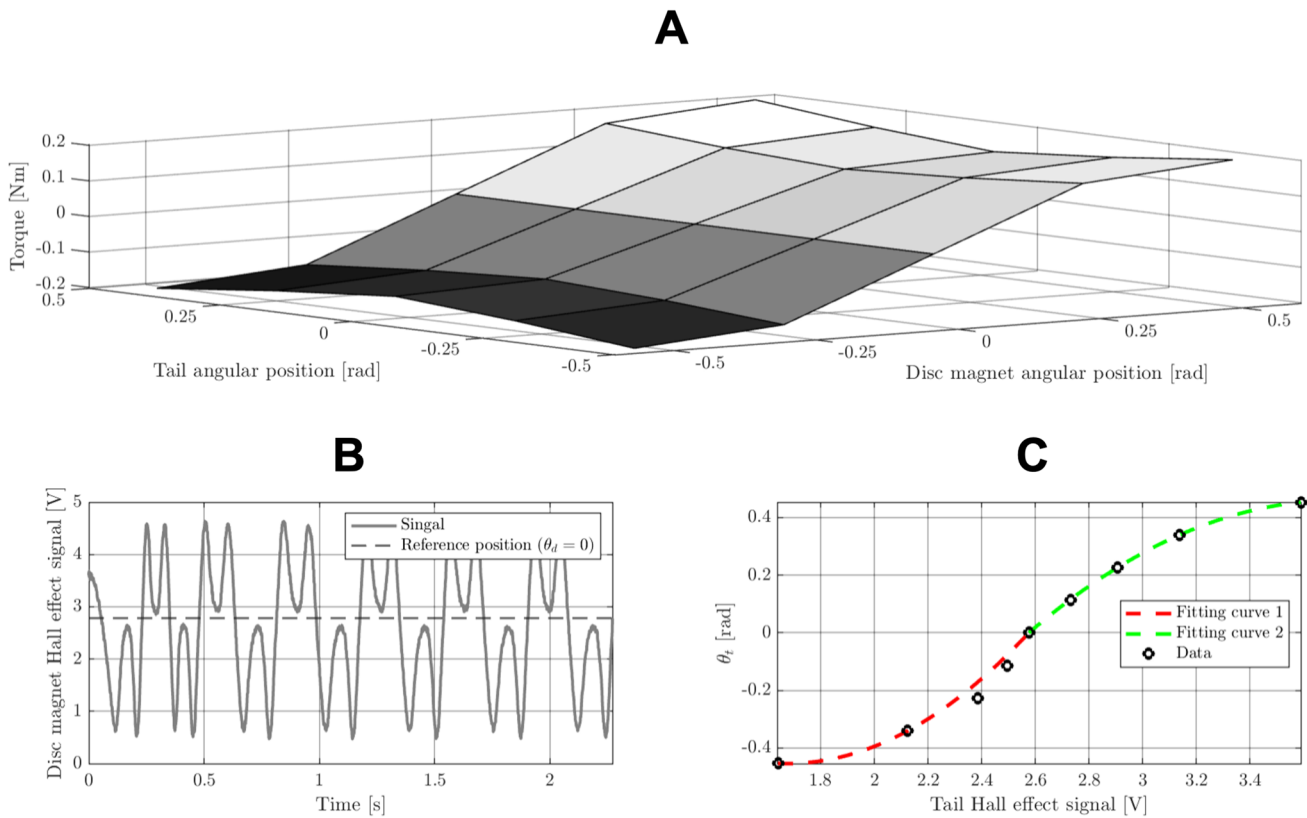 A
0.2
0.1
0
-0.1
-0.2
Torque [Nm]
0.5
0.25
0
-0.25
-0.5
Tail angular position [rad]
-0.5
-0.25
0
0.25
0.5
Disc magnet angular position [rad]
B
Disc magnet Hall effect signal [V]
5
4
3
2
1
0
Singal
Reference position (θd = 0)
0
0.5
1
1.5
2
Time [s]
C
θt [rad]
0.4
0.2
0
-0.2
-0.4
Fitting curve 1
Fitting curve 2
Data
1.8
2
2.2
2.4
2.6
2.8
3
3.2
3.4
Tail Hall effect signal [V]